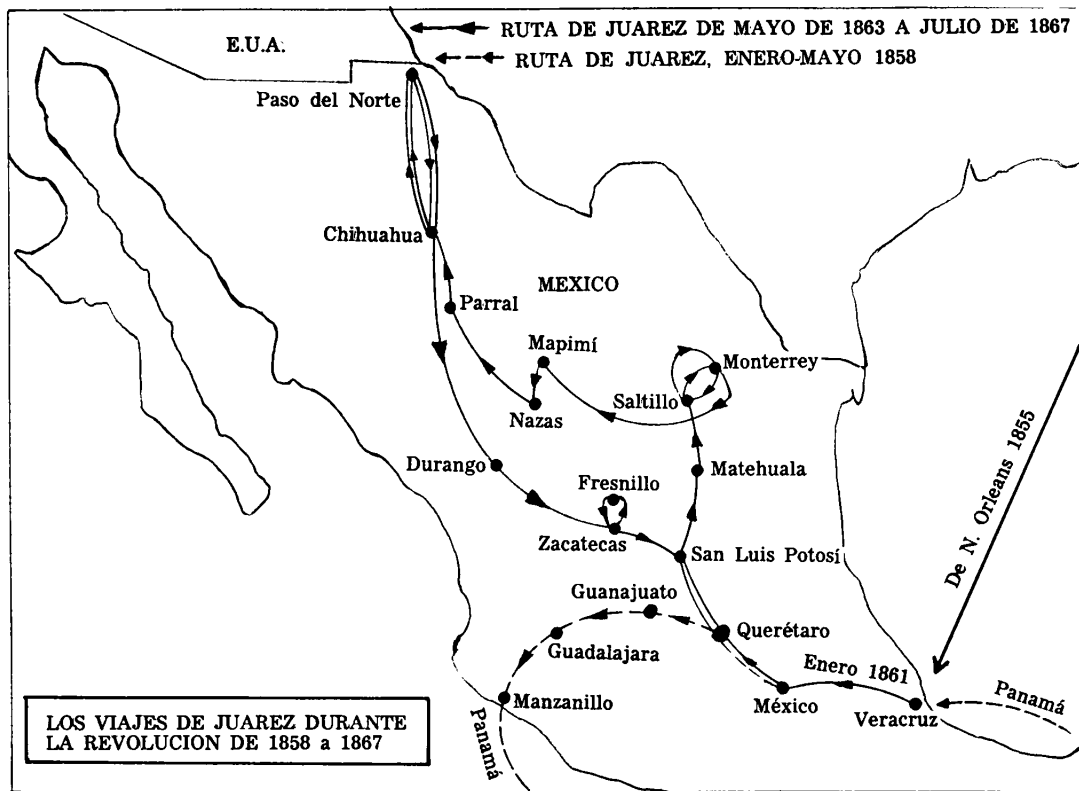 RUTA DE JUAREZ DE MAYO DE 1863 A JULIO DE 1867
RUTA DE JUAREZ, ENERO-MAYO 1858
E.U.A.
Paso del Norte
Chihuahua
MEXICO
Parral
Mapimí
Monterrey
Saltillo
Nazas
Durango
Matehuala
Fresnillo
Zacatecas
San Luis Potosí
De N. Orleans 1855
Guanajuato
Querétaro
Guadalajara
Enero 1861
Manzanillo
México
Veracruz
Panamá
Panamá
LOS VIAJES DE JUAREZ DURANTE
LA REVOLUCION DE 1858 a 1867